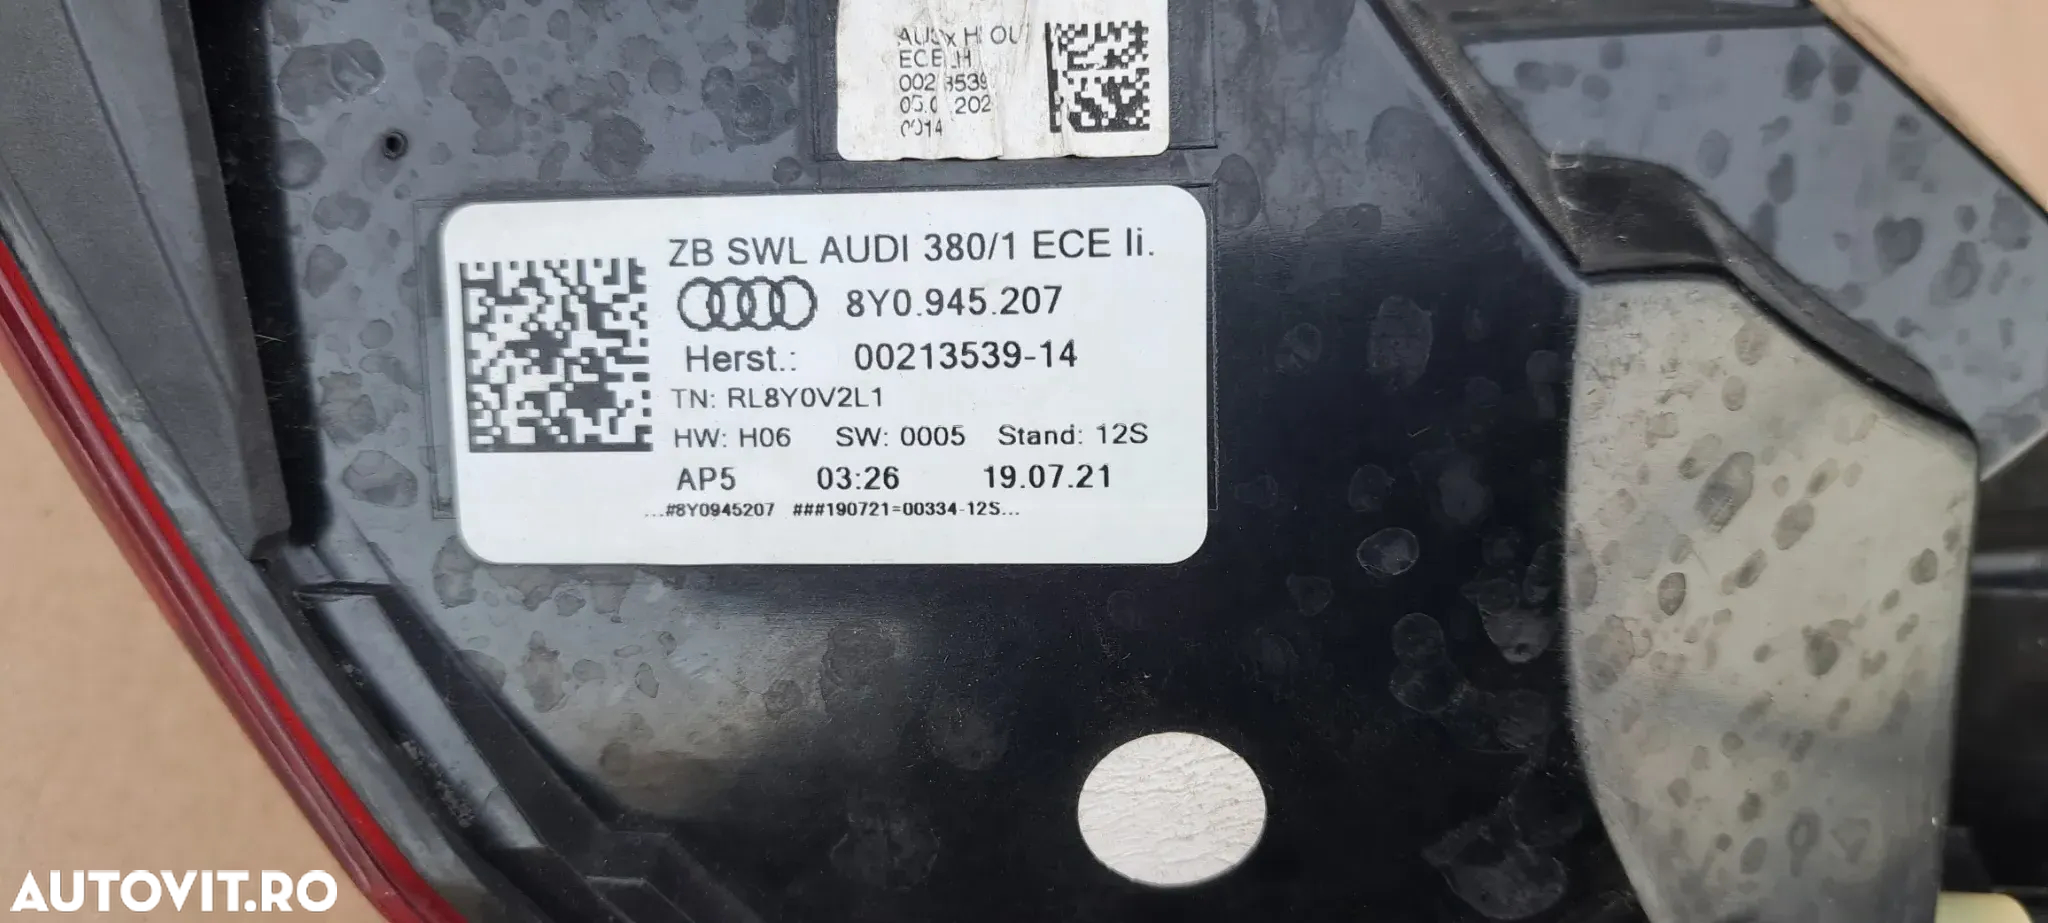 ECE LH
ZB SWL AUDI 380/1 ECE li.
8Y0.945.207
Herst.: 00213539-14
TN: RL8Y0V2L1
HW: H06 SW: 0005 Stand: 12S
AP5 03:26 19.07.21
...#8Y0945207 ###190721=00334-12S...
AUTOVIT.RO